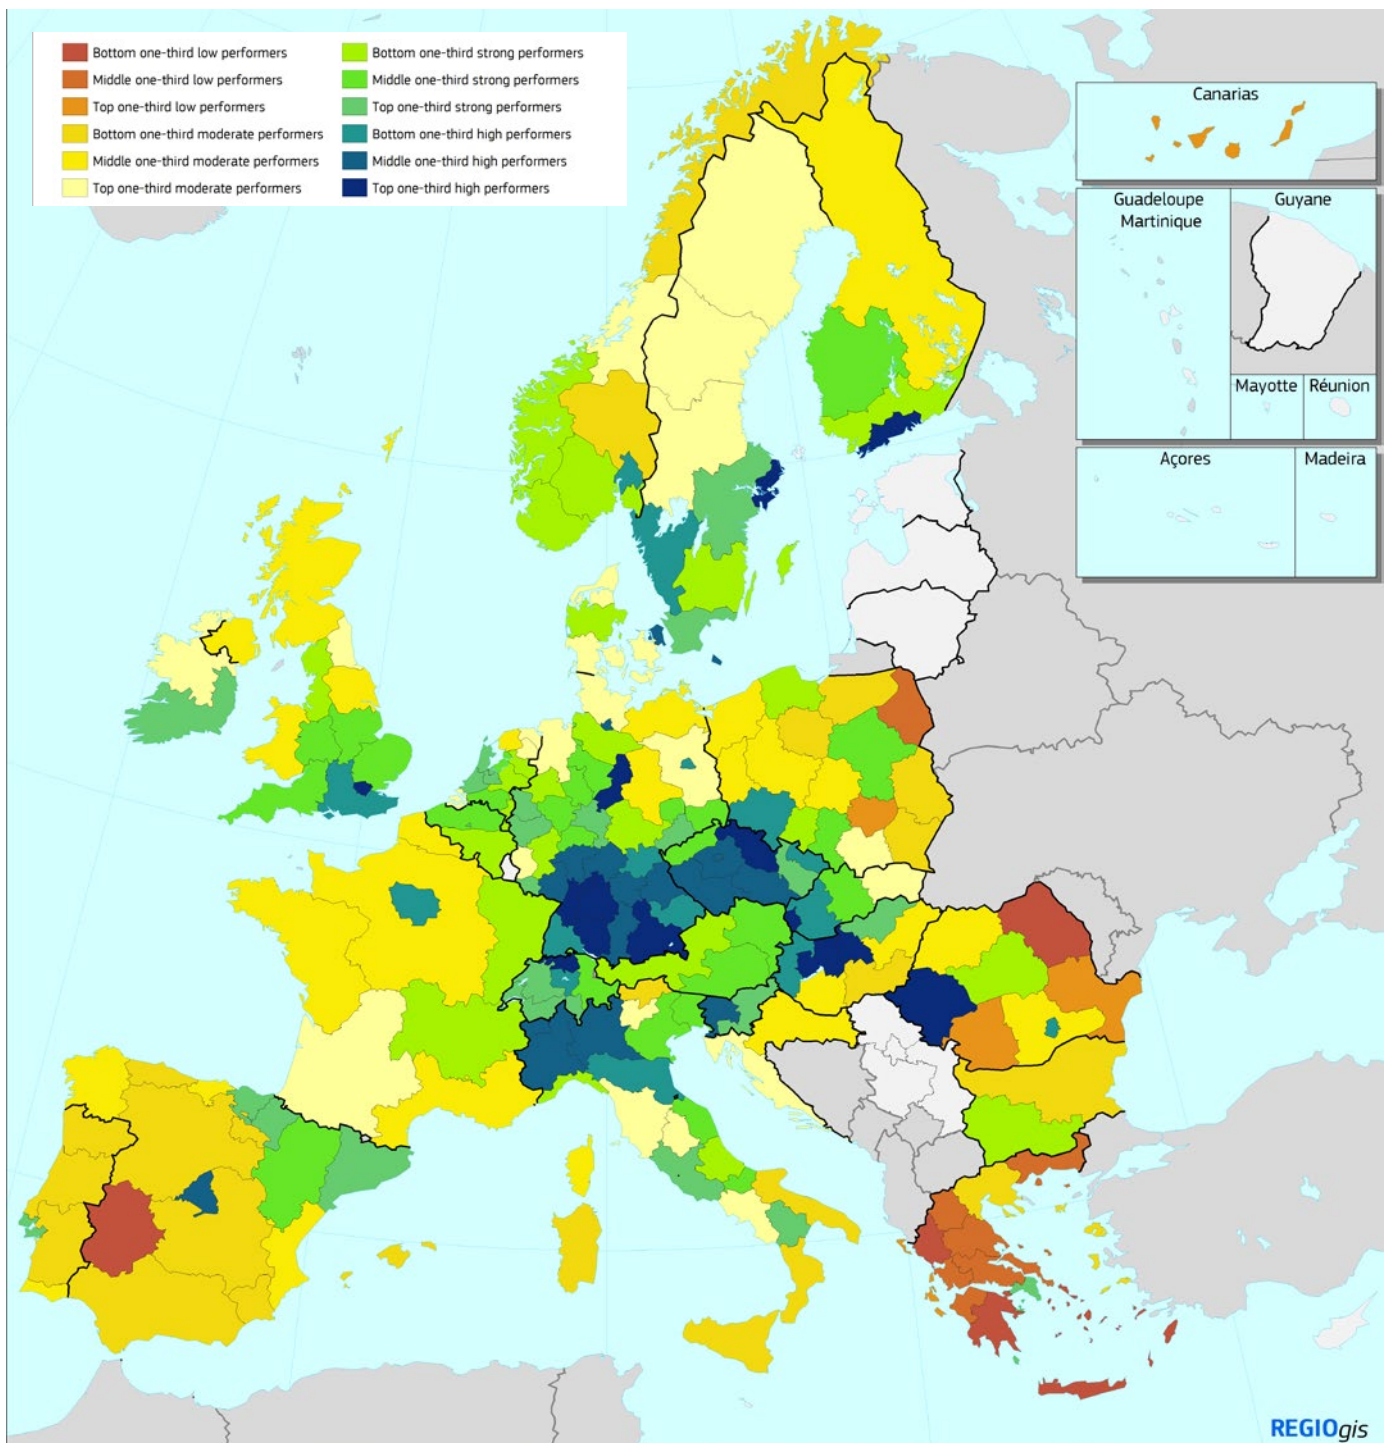 Bottom one-third low performers
Middle one-third low performers
Top one-third low performers
Bottom one-third moderate performers
Middle one-third moderate performers
Top one-third moderate performers
Bottom one-third strong performers
Middle one-third strong performers
Top one-third strong performers
Bottom one-third high performers
Middle one-third high performers
Top one-third high performers
Canarias
Guadeloupe
Martinique
Guyane
Mayotte
Réunion
Açores
Madeira
REGIOgis